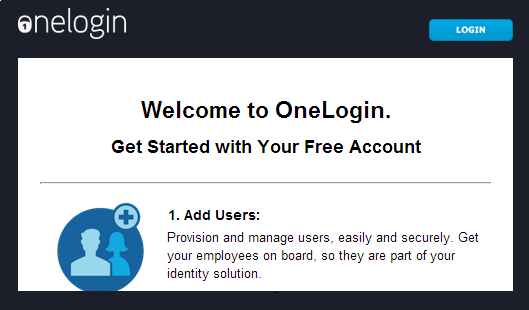 onelogin
LOGIN
Welcome to OneLogin.
Get Started with Your Free Account
1. Add Users:
Provision and manage users, easily and securely. Get
your employees on board, so they are part of your
identity solution.